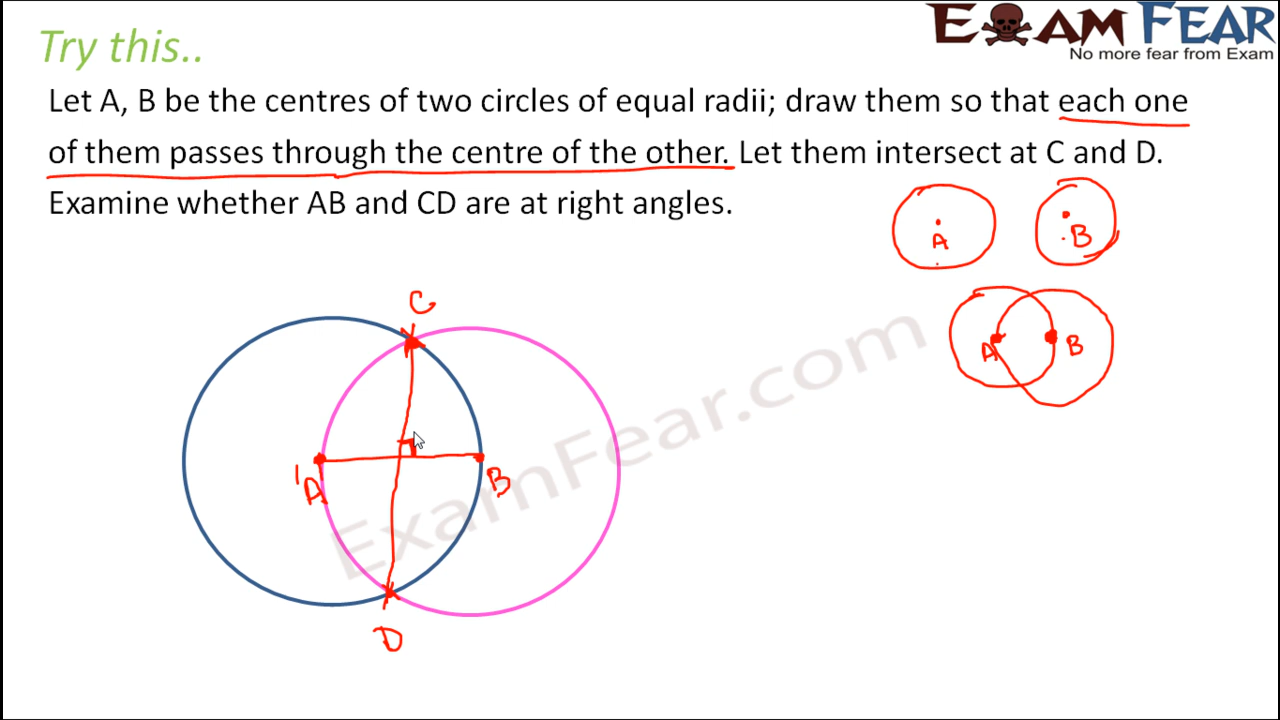 EXAM FEAR
No more fear from Exam
Try this..
Let A, B be the centres of two circles of equal radii; draw them so that each one
of them passes through the centre of the other. Let them intersect at C and D.
Examine whether AB and CD are at right angles.
A B
A B
C
A B
D
ExamFear.com